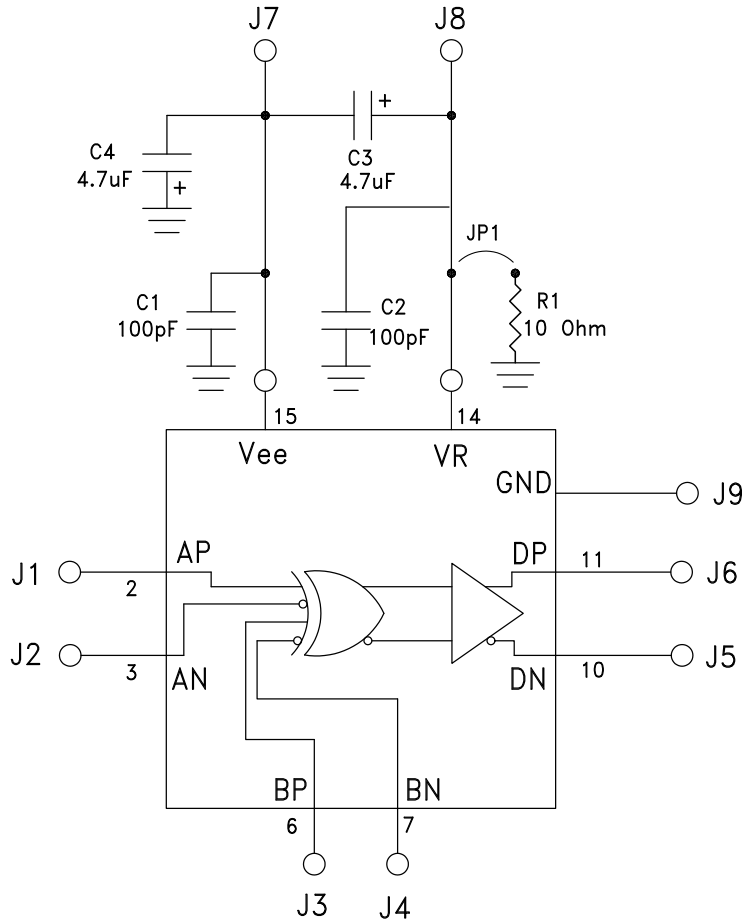 J7
J8
+
C4
4.7uF
+
C3
4.7uF
JP1
C1
100pF
C2
100pF
R1
10 Ohm
15
14
Vee
VR
GND
J9
AP
DP
11
J1
2
J6
J2
3
AN
DN
10
J5
BP
BN
6
7
J3
J4